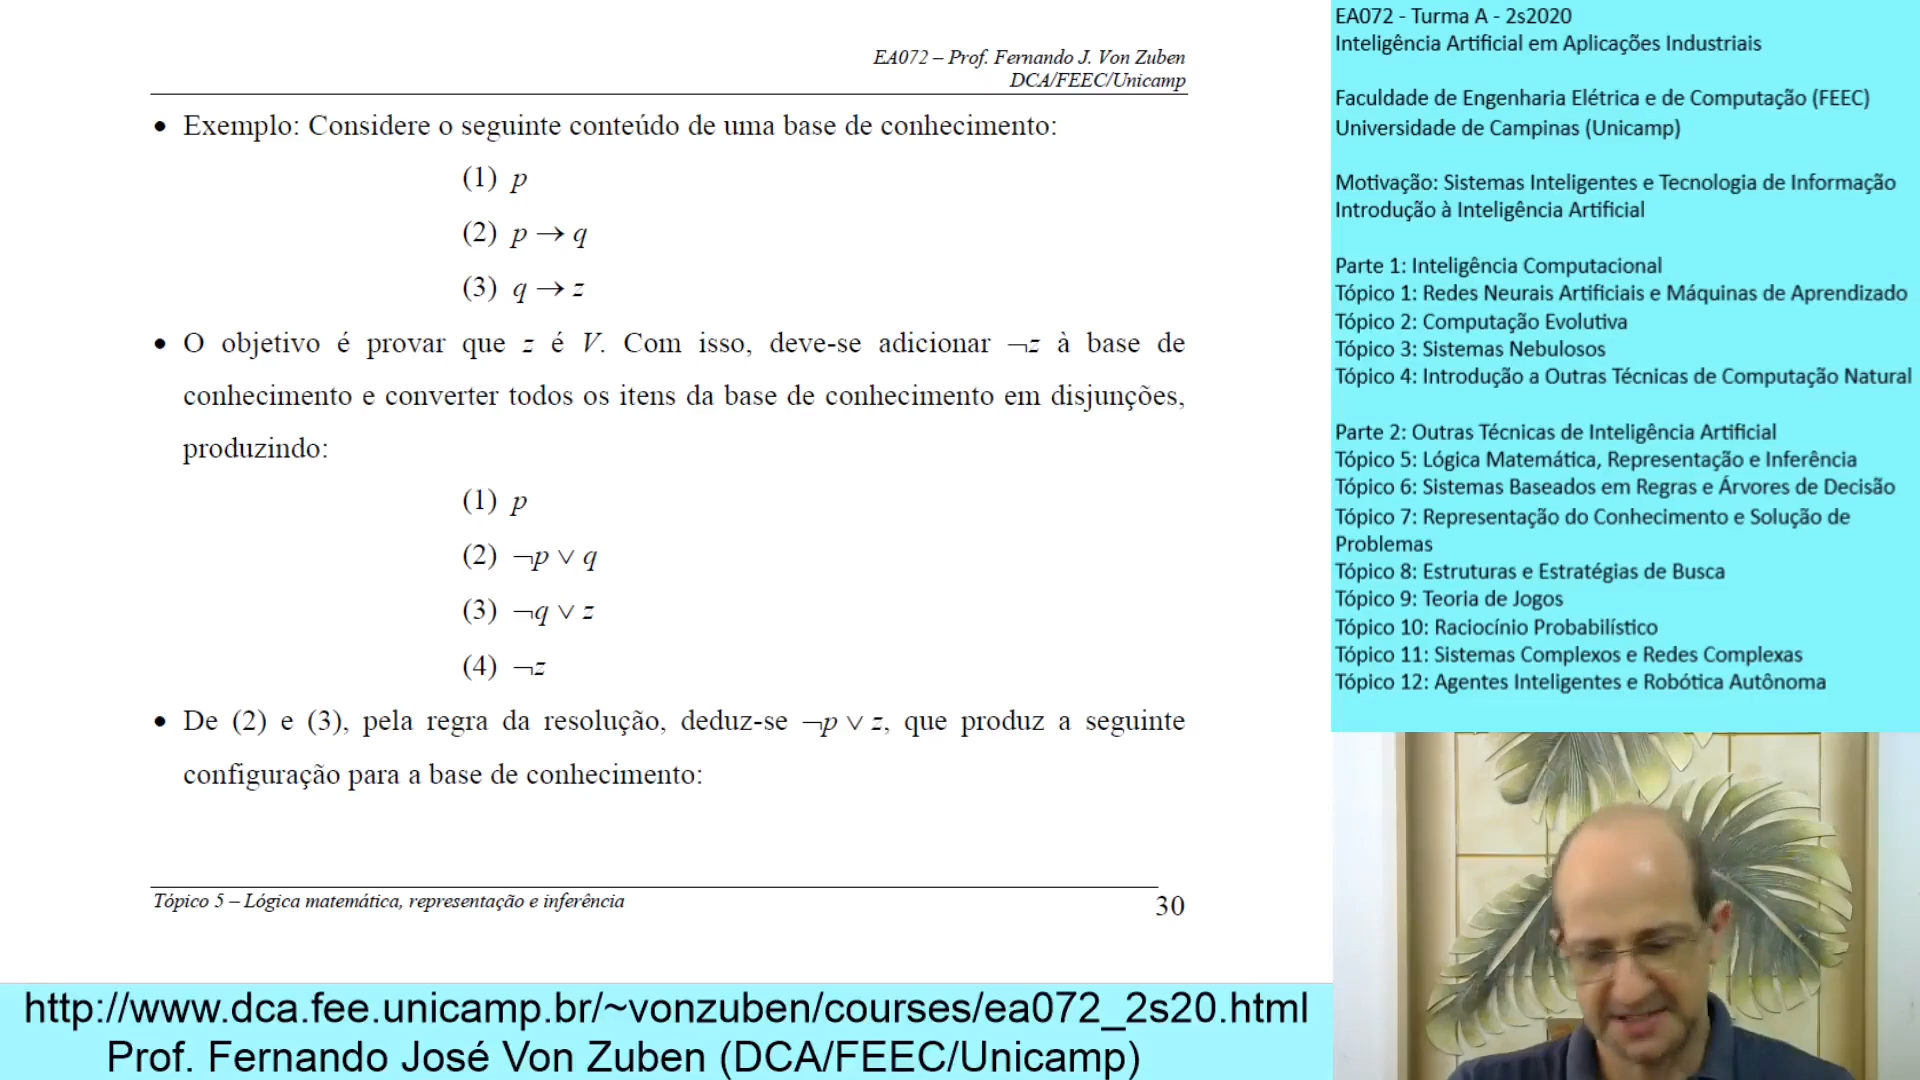 EA072 – Prof. Fernando J. Von Zuben
DCA/FEEC/Unicamp
• Exemplo: Considere o seguinte conteúdo de uma base de conhecimento:
(1) p
(2) p → q
(3) q → z
• O objetivo é provar que z é V. Com isso, deve-se adicionar ¬z à base de
conhecimento e converter todos os itens da base de conhecimento em disjunções,
produzindo:
(1) p
(2) ¬p ∨ q
(3) ¬q ∨ z
(4) ¬z
• De (2) e (3), pela regra da resolução, deduz-se ¬p ∨ z, que produz a seguinte
configuração para a base de conhecimento:
Tópico 5 – Lógica matemática, representação e inferência
30
EA072 - Turma A - 2s2020
Inteligência Artificial em Aplicações Industriais
Faculdade de Engenharia Elétrica e de Computação (FEEC)
Universidade de Campinas (Unicamp)
Motivação: Sistemas Inteligentes e Tecnologia de Informação
Introdução à Inteligência Artificial
Parte 1: Inteligência Computacional
Tópico 1: Redes Neurais Artificiais e Máquinas de Aprendizado
Tópico 2: Computação Evolutiva
Tópico 3: Sistemas Nebulosos
Tópico 4: Introdução a Outras Técnicas de Computação Natural
Parte 2: Outras Técnicas de Inteligência Artificial
Tópico 5: Lógica Matemática, Representação e Inferência
Tópico 6: Sistemas Baseados em Regras e Árvores de Decisão
Tópico 7: Representação do Conhecimento e Solução de
Problemas
Tópico 8: Estruturas e Estratégias de Busca
Tópico 9: Teoria de Jogos
Tópico 10: Raciocínio Probabilístico
Tópico 11: Sistemas Complexos e Redes Complexas
Tópico 12: Agentes Inteligentes e Robótica Autônoma
http://www.dca.fee.unicamp.br/~vonzuben/courses/ea072_2s20.html
Prof. Fernando José Von Zuben (DCA/FEEC/Unicamp)